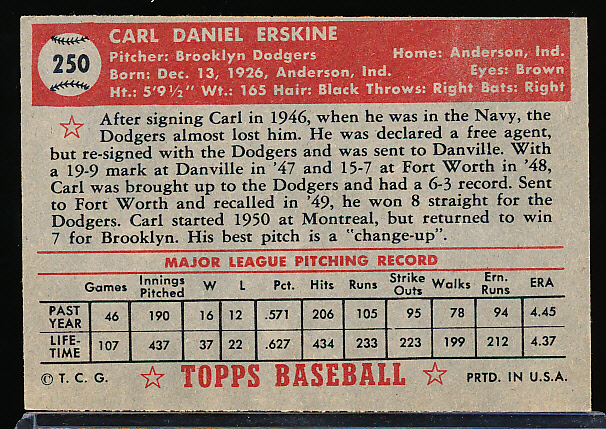 250
CARL DANIEL ERSKINE
Pitcher: Brooklyn Dodgers Home: Anderson, Ind.
Born: Dec. 13, 1926, Anderson, Ind. Eyes: Brown
Ht.: 5'9½" Wt.: 165 Hair: Black Throws: Right Bats: Right
After signing Carl in 1946, when he was in the Navy, the
Dodgers almost lost him. He was declared a free agent,
but re-signed with the Dodgers and was sent to Danville. With
a 19-9 mark at Danville in '47 and 15-7 at Fort Worth in '48,
Carl was brought up to the Dodgers and had a 6-3 record. Sent
to Fort Worth and recalled in '49, he won 8 straight for the
Dodgers. Carl started 1950 at Montreal, but returned to win
7 for Brooklyn. His best pitch is a "change-up".
MAJOR LEAGUE PITCHING RECORD
Games Innings Pitched W L Pct. Hits Runs Strike Outs Walks Ern. Runs ERA
PAST YEAR 46 190 16 12 .571 206 105 95 78 94 4.45
LIFE-TIME 107 437 37 22 .627 434 233 223 199 212 4.37
© T. C. G. TOPPS BASEBALL PRTD. IN U.S.A.